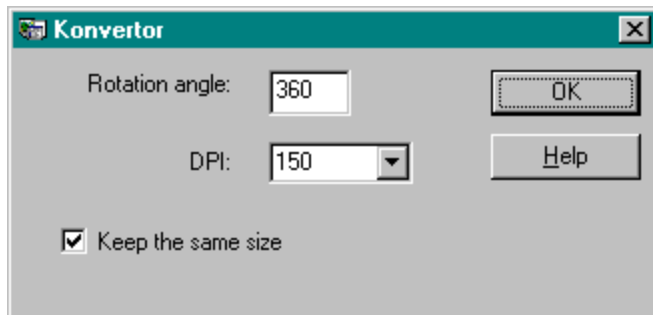 Konvertor
Rotation angle: 360 OK
DPI: 150 Help
Keep the same size